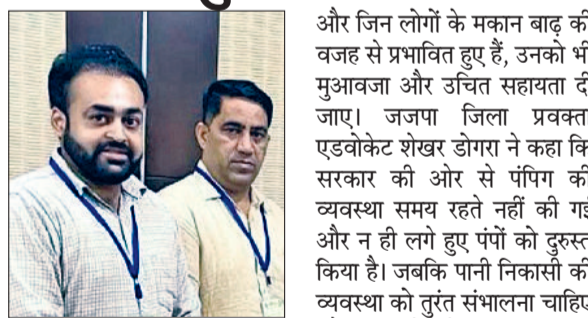 और जिन लोगों के मकान बाढ़ की
वजह से प्रभावित हुए हैं, उनको भी
मुआवजा और उचित सहायता दी
जाए। जजपा जिला प्रवक्ता
एडवोकेट शेखर डोगरा ने कहा कि
सरकार की ओर से पंपिग की
व्यवस्था समय रहते नहीं की गई
और न ही लगे हुए पंपों को दुरुस्त
किया है। जबकि पानी निकासी की
व्यवस्था को तुरंत संभालना चाहिए